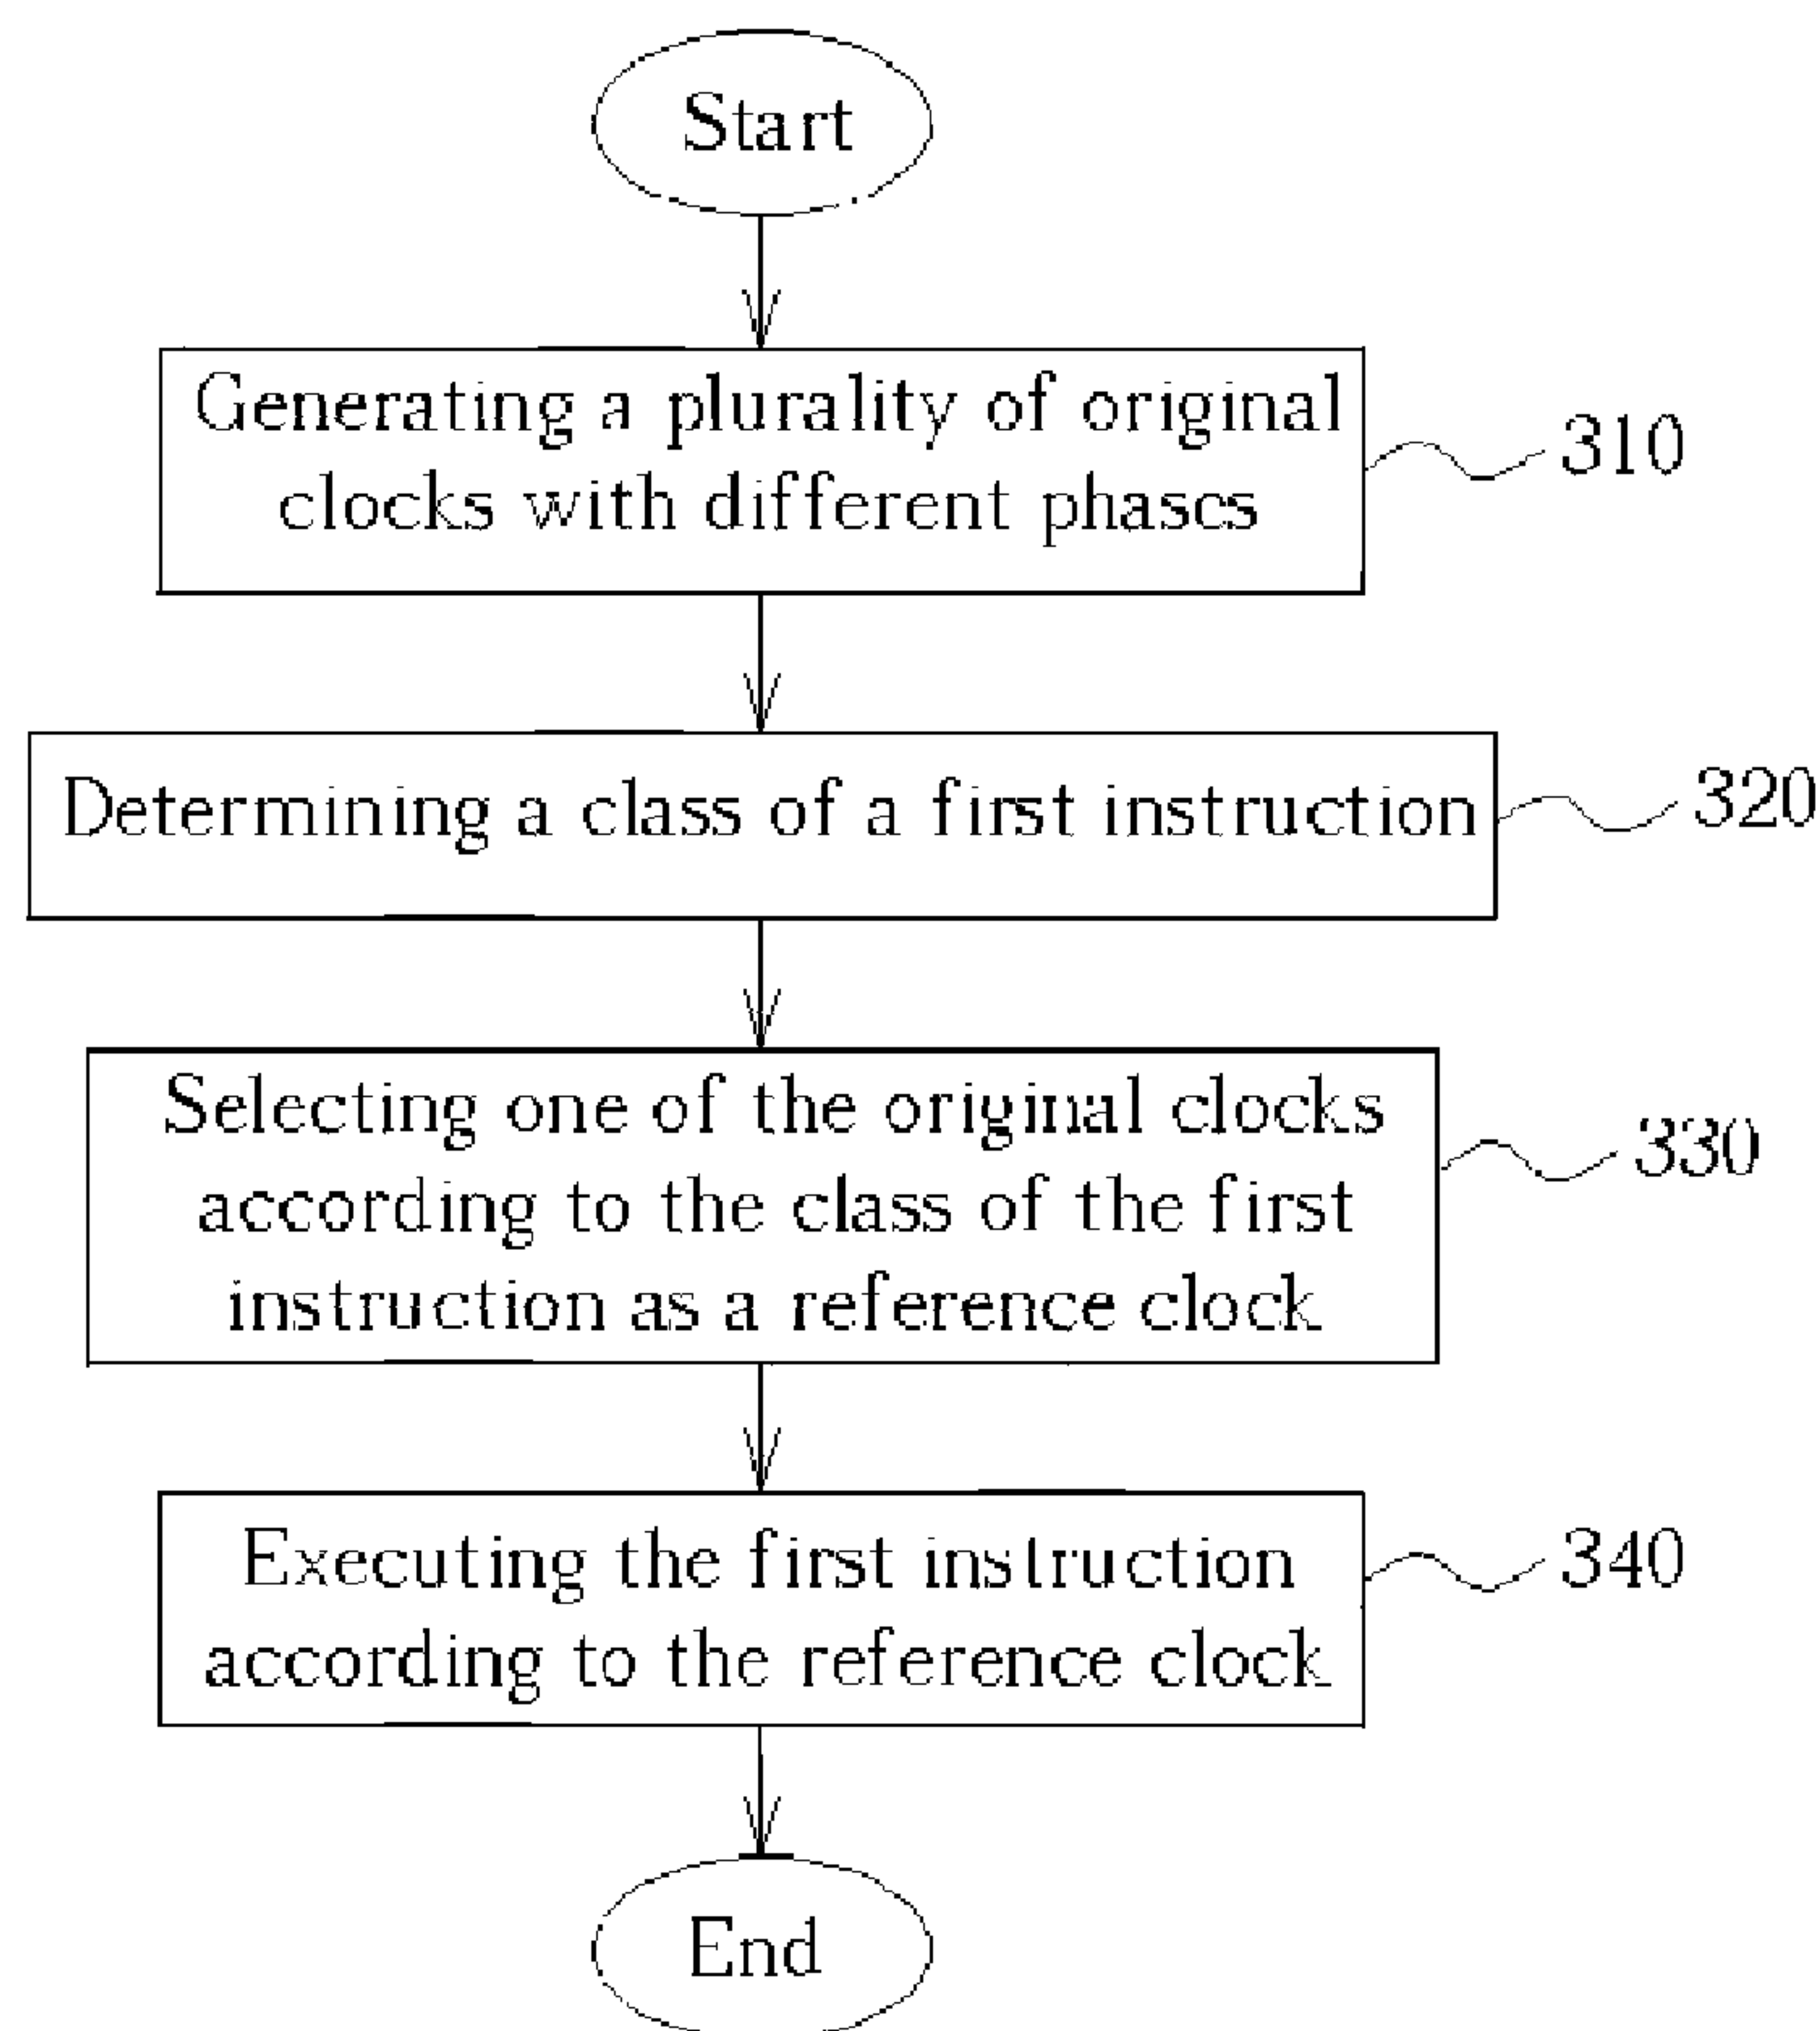 Start
Generating a plurality of original
clocks with different phases
310
Determining a class of a first instruction
320
Selecting one of the original clocks
according to the class of the first
instruction as a reference clock
330
Executing the first instruction
according to the reference clock
340
End